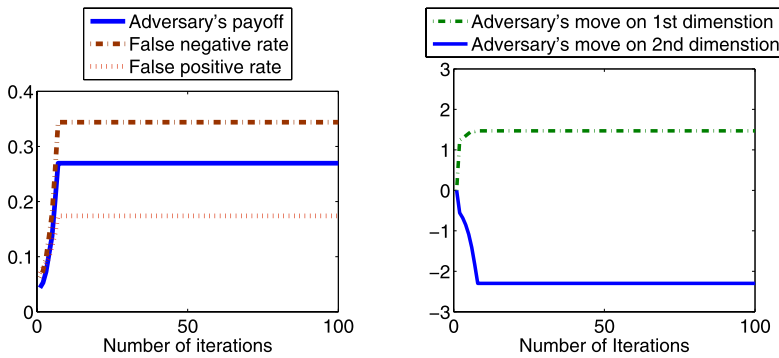 Adversary's payoff
False negative rate
False positive rate
0.4
0.3
0.2
0.1
0
0
50
100
Number of iterations
Adversary's move on 1st dimenstion
Adversary's move on 2nd dimenstion
3
2
1
0
−1
−2
−3
0
50
100
Number of Iterations